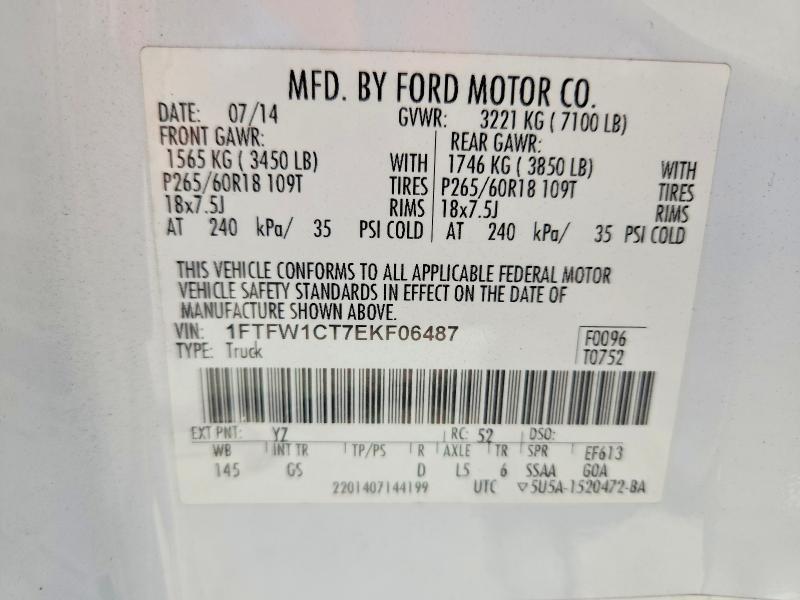 MFD. BY FORD MOTOR CO.
DATE: 07/14 GVWR: 3221 KG ( 7100 LB)
FRONT GAWR: REAR GAWR:
1565 KG ( 3450 LB) WITH 1746 KG ( 3850 LB) WITH
P265/60R18 109T TIRES P265/60R18 109T TIRES
18x7.5J RIMS 18x7.5J RIMS
AT 240 kPa/ 35 PSI COLD AT 240 kPa/ 35 PSI COLD
THIS VEHICLE CONFORMS TO ALL APPLICABLE FEDERAL MOTOR
VEHICLE SAFETY STANDARDS IN EFFECT ON THE DATE OF
MANUFACTURE SHOWN ABOVE.
VIN: 1FTFW1CT7EKF06487 F0096
TYPE: Truck T0752
EXT PNT: YZ RC: 52 DSO:
WB INT TR TP/PS R AXLE TR SPR EF613
145 GS D L5 6 SSAA GOA
2201407144199 UTC ▽5U5A-1520472-BA